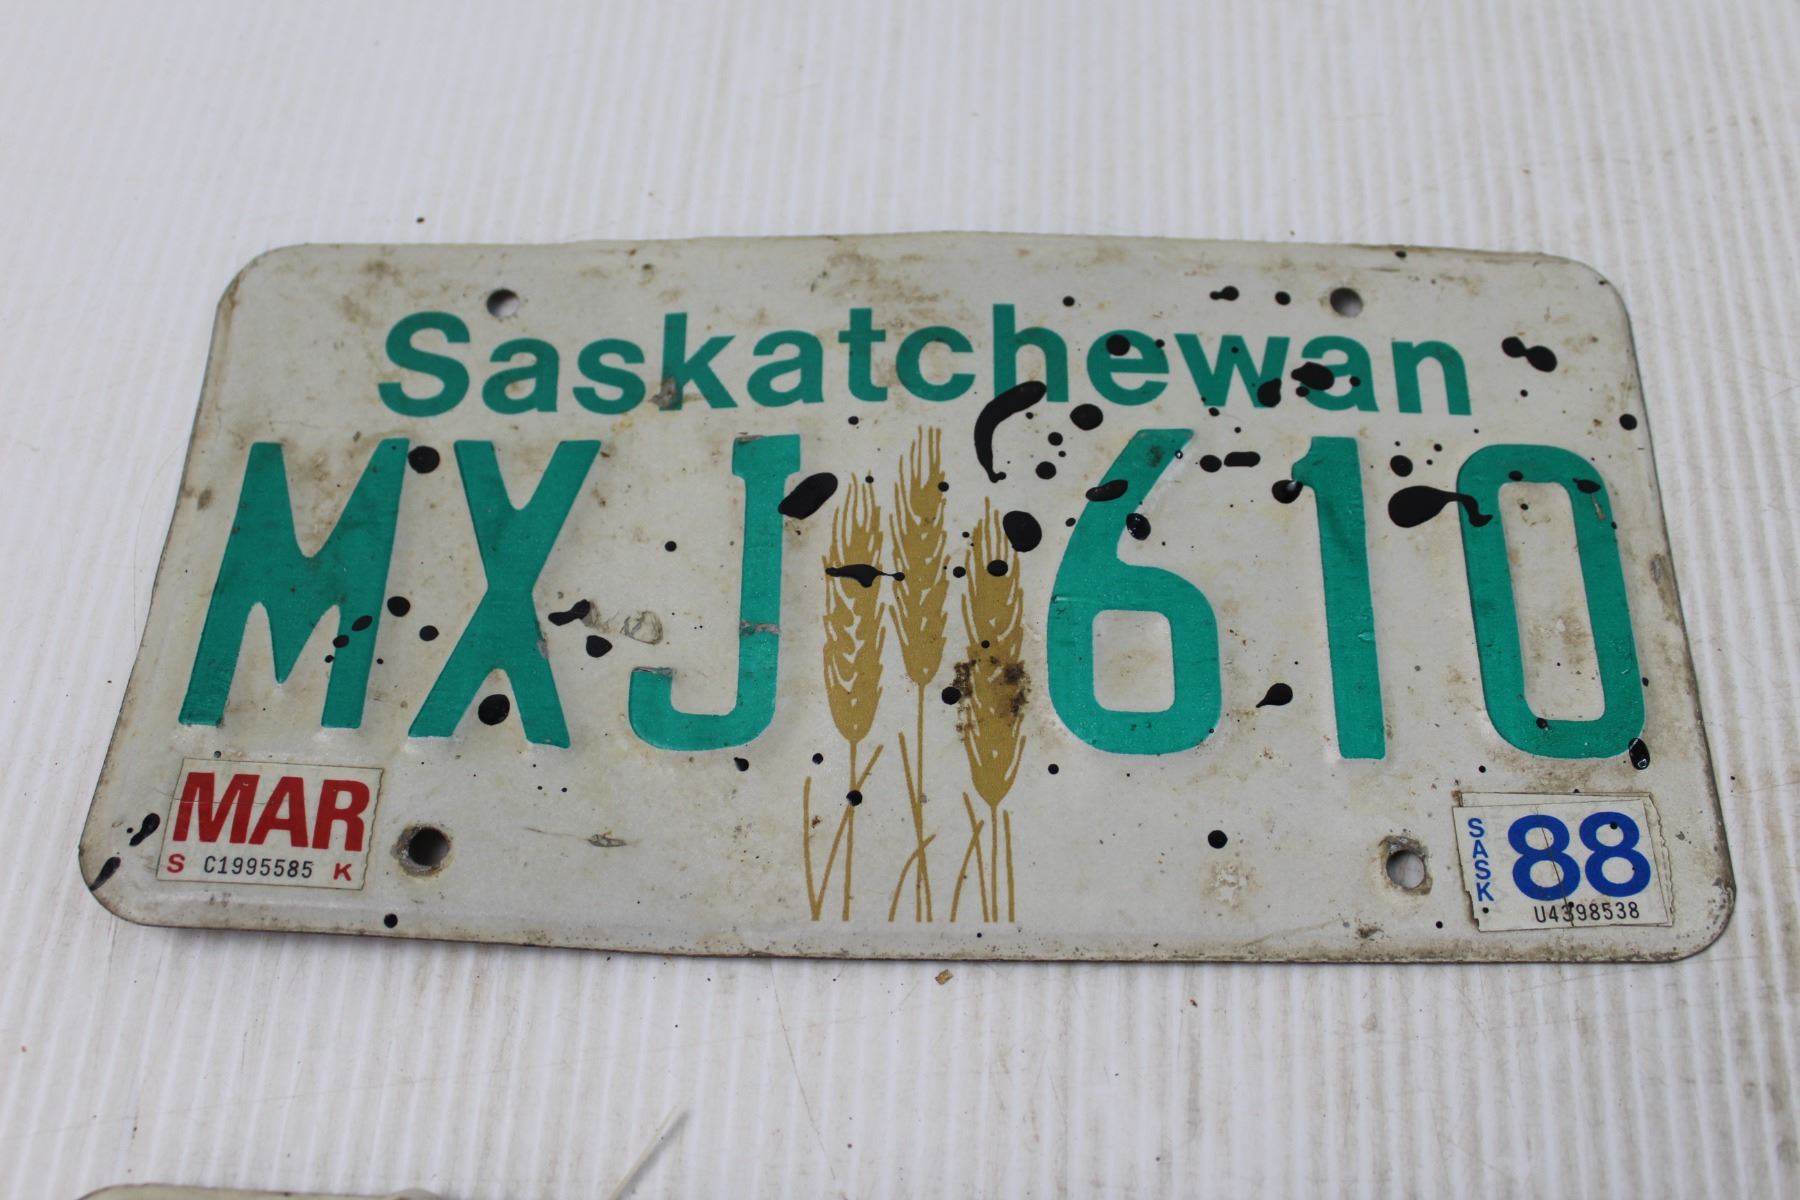 Saskatchewan
MXJ 610
MAR
S C1995585 K
SASK 88
U4398538